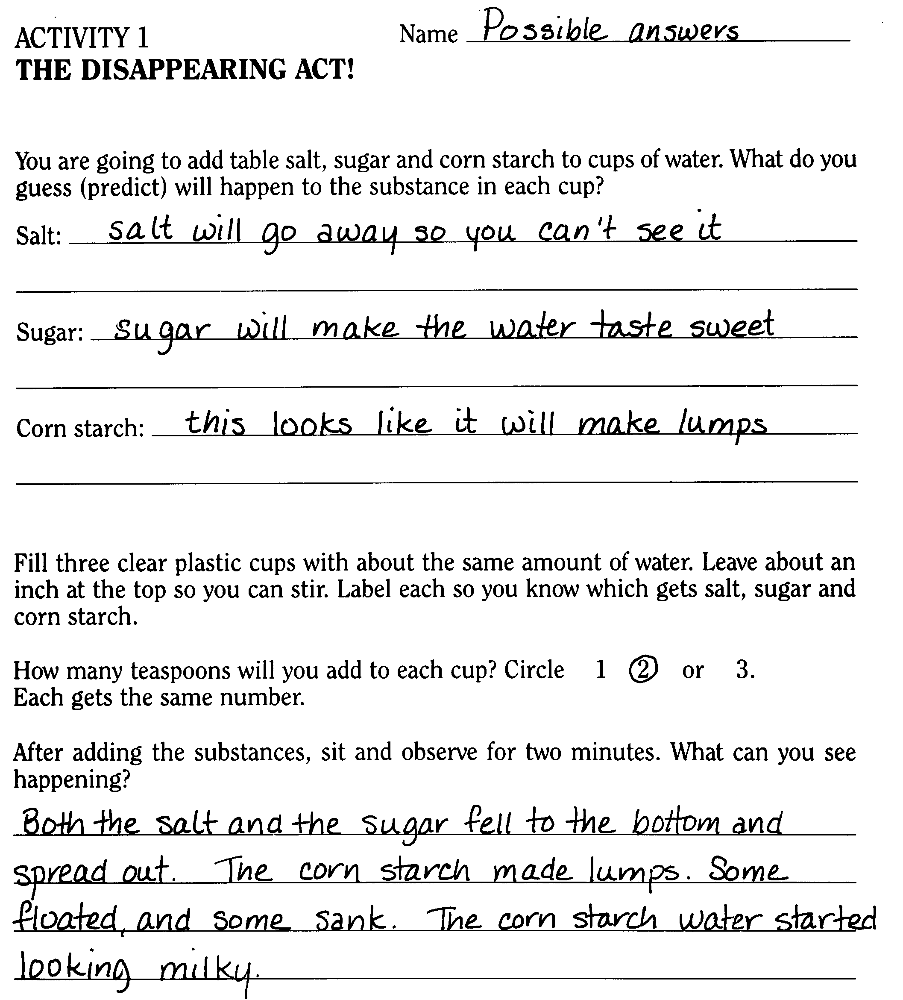 ACTIVITY 1
Name Possible answers
THE DISAPPEARING ACT!
You are going to add table salt, sugar and corn starch to cups of water. What do you
guess (predict) will happen to the substance in each cup?
Salt: salt will go away so you can't see it
Sugar: sugar will make the water taste sweet
Corn starch: this looks like it will make lumps
Fill three clear plastic cups with about the same amount of water. Leave about an
inch at the top so you can stir. Label each so you know which gets salt, sugar and
corn starch.
How many teaspoons will you add to each cup? Circle 1 2 or 3.
Each gets the same number.
After adding the substances, sit and observe for two minutes. What can you see
happening?
Both the salt and the sugar fell to the bottom and
spread out. The corn starch made lumps. Some
floated, and some sank. The corn starch water started
looking milky.